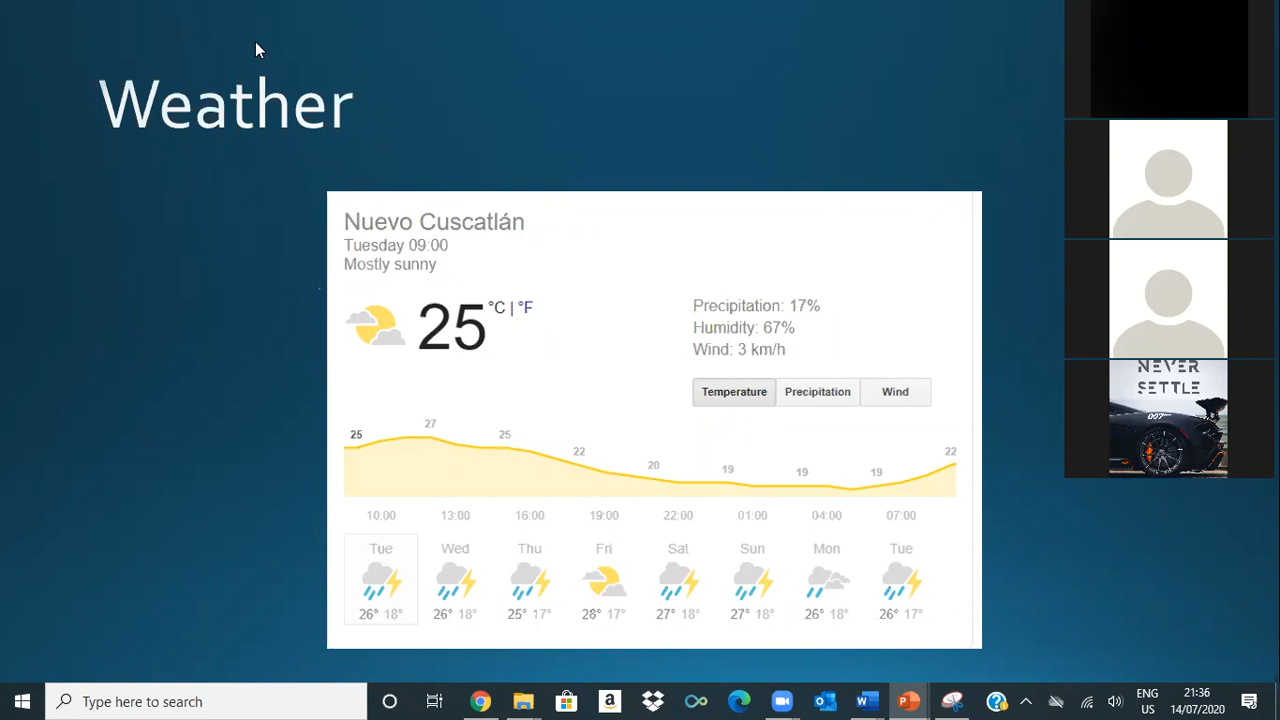 Weather
Nuevo Cuscatlán
Tuesday 09:00
Mostly sunny
25 °C | °F
Precipitation: 17%
Humidity: 67%
Wind: 3 km/h
Temperature Precipitation Wind
25 27 25 22 20 19 19 19 22
10:00 13:00 16:00 19:00 22:00 01:00 04:00 07:00
Tue Wed Thu Fri Sat Sun Mon Tue
26° 18° 26° 18° 25° 17° 28° 17° 27° 18° 27° 18° 26° 18° 26° 17°
NEVER
SETTLE
007
Type here to search
a
ENG
US
21:36
14/07/2020